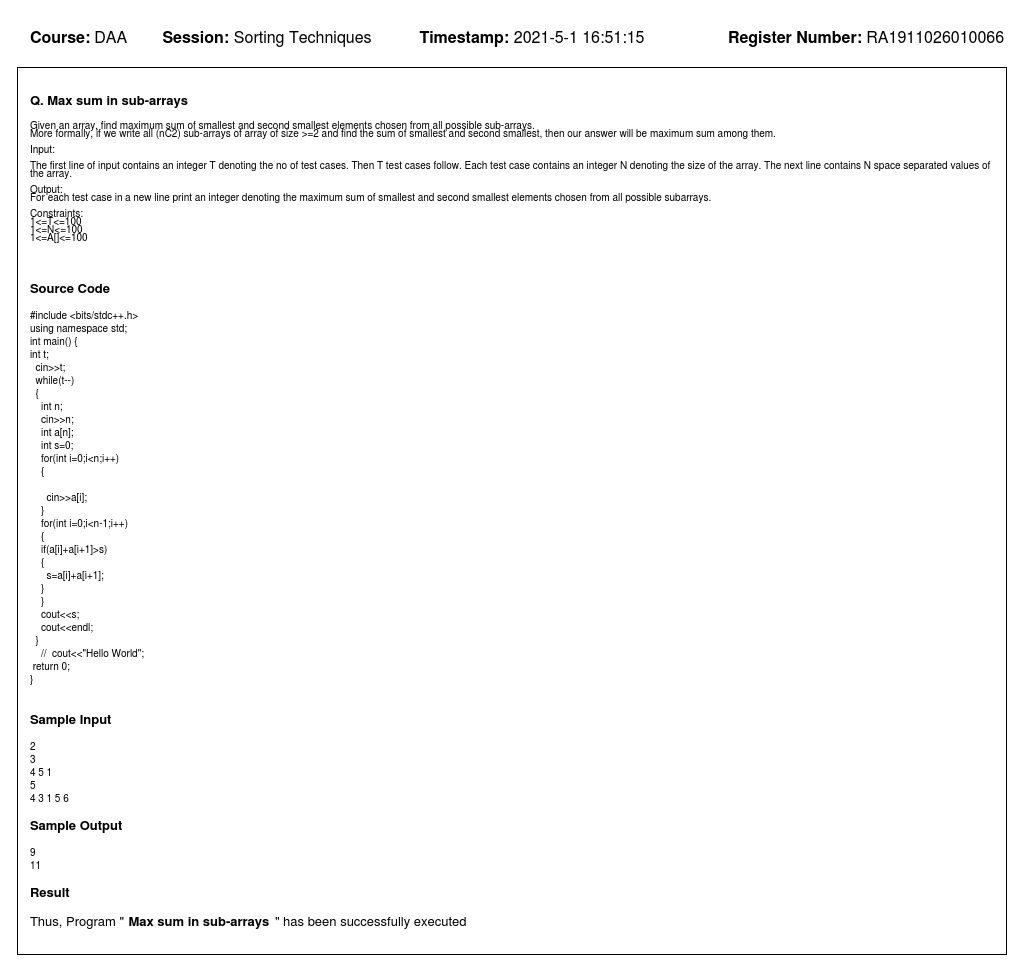 Course: DAA Session: Sorting Techniques Timestamp: 2021-5-1 16:51:15 Register Number: RA1911026010066
Q. Max sum in sub-arrays
Given an array, find maximum sum of smallest and second smallest elements chosen from all possible sub-arrays.
More formally, if we write all (nC2) sub-arrays of array of size >=2 and find the sum of smallest and second smallest, then our answer will be maximum sum among them.
Input:
The first line of input contains an integer T denoting the no of test cases. Then T test cases follow. Each test case contains an integer N denoting the size of the array. The next line contains N space separated values of
the array.
Output:
For each test case in a new line print an integer denoting the maximum sum of smallest and second smallest elements chosen from all possible subarrays.
Constraints:
1<=T<=100
1<=N<=100
1<=A[]<=100
Source Code
#include <bits/stdc++.h>
using namespace std;
int main() {
int t;
cin>>t;
while(t--)
{
int n;
cin>>n;
int a[n];
int s=0;
for(int i=0;i<n;i++)
{
cin>>a[i];
}
for(int i=0;i<n-1;i++)
{
if(a[i]+a[i+1]>s)
{
s=a[i]+a[i+1];
}
}
cout<<s;
cout<<endl;
}
// cout<<"Hello World";
return 0;
}
Sample Input
2
3
4 5 1
5
4 3 1 5 6
Sample Output
9
11
Result
Thus, Program " Max sum in sub-arrays " has been successfully executed